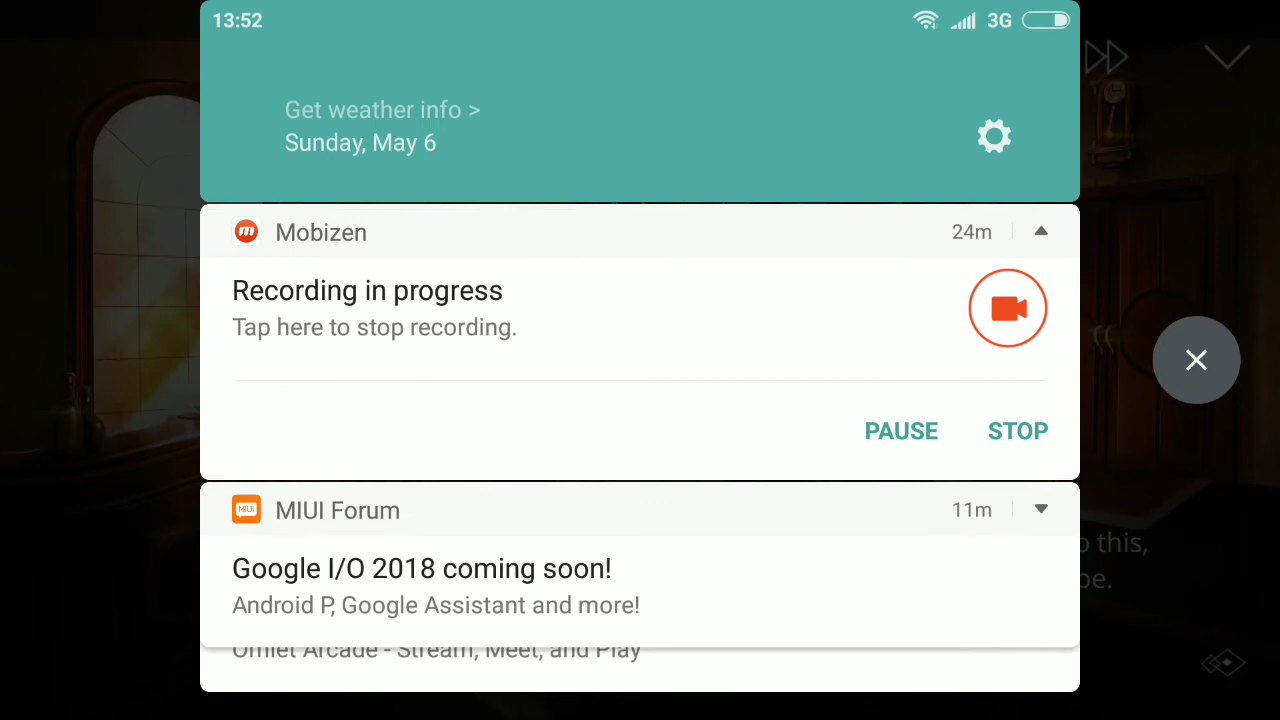 13:52
3G
Get weather info >
Sunday, May 6
Mobizen
24m
Recording in progress
Tap here to stop recording.
PAUSE
STOP
MIUI Forum
11m
Google I/O 2018 coming soon!
Android P, Google Assistant and more!
Omlet Arcade - Stream, Meet, and Play
this,